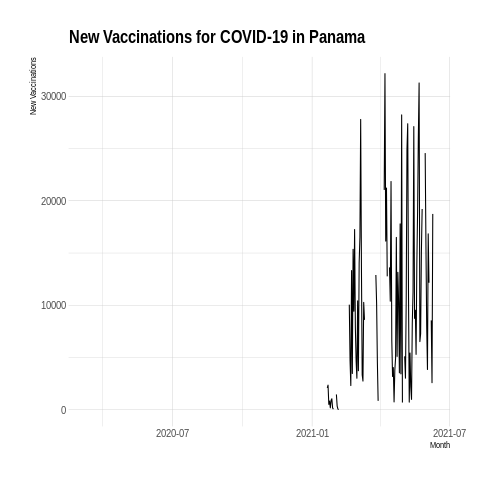 New Vaccinations for COVID-19 in Panama
New Vaccinations
30000
20000
10000
0
2020-07
2021-01
2021-07
Month